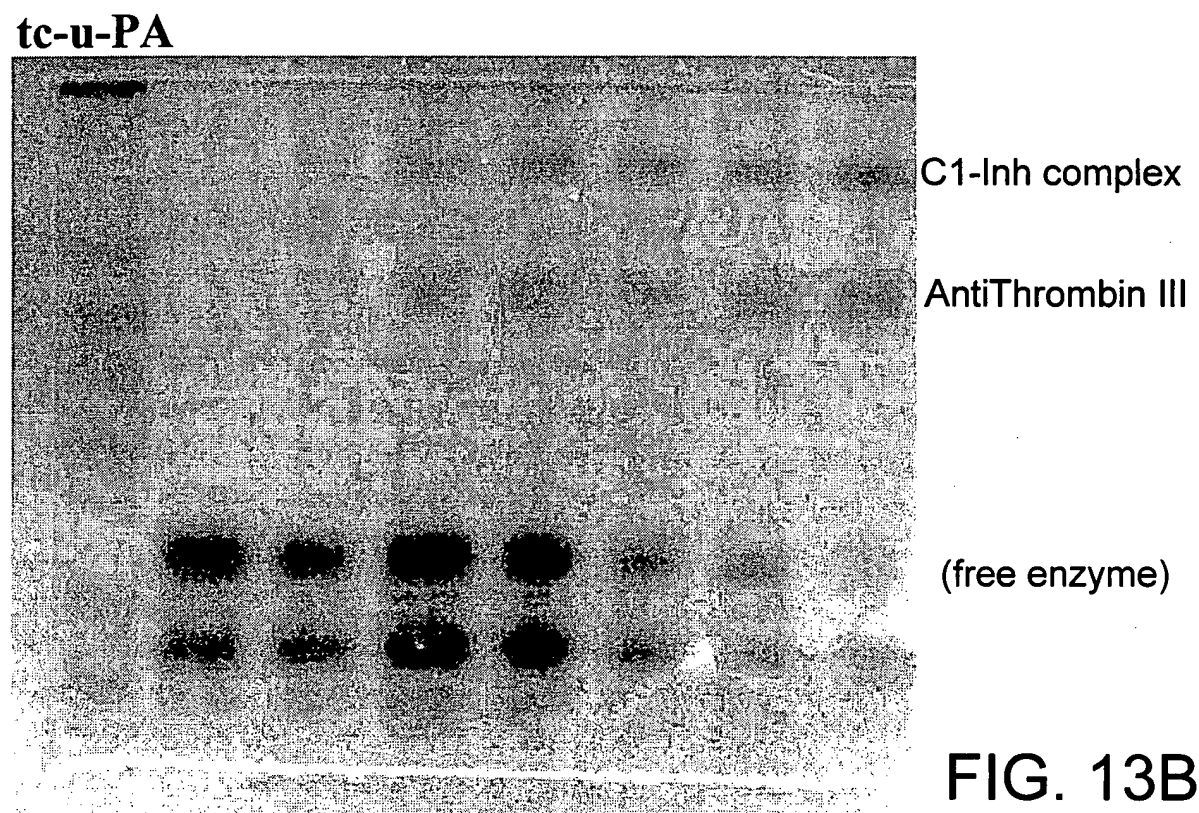 tc-u-PA
C1-Inh complex
AntiThrombin III
(free enzyme)
FIG. 13B